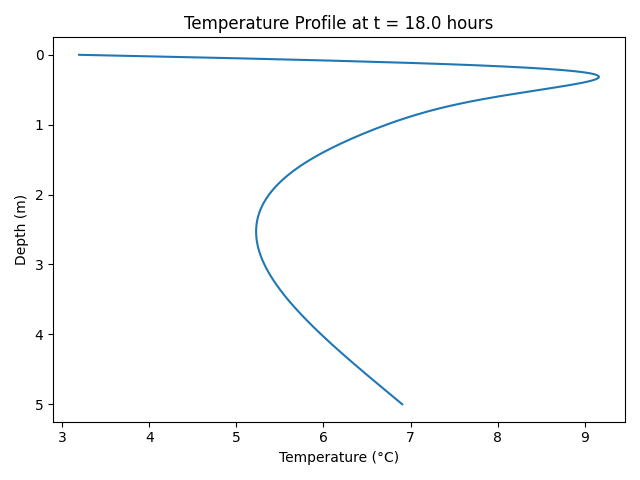 Temperature Profile at t = 18.0 hours
Depth (m)
0
1
2
3
4
5
3 4 5 6 7 8 9
Temperature (°C)